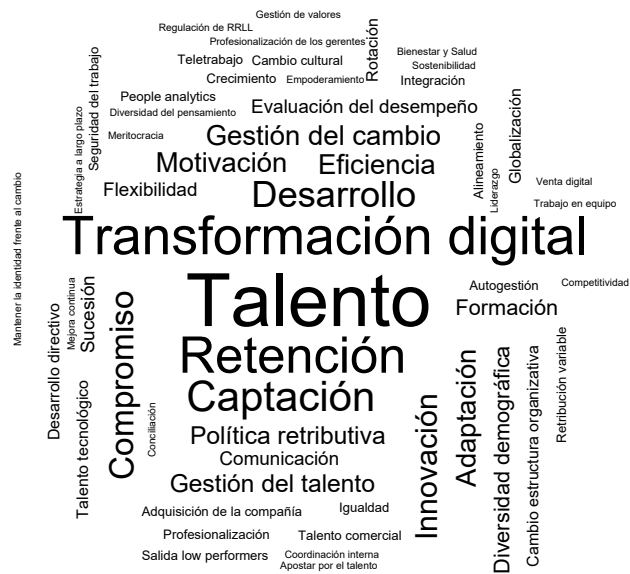 Gestión de valores
Regulación de RRLL
Profesionalización de los gerentes
Teletrabajo
Cambio cultural
Rotación
Bienestar y Salud
Sostenibilidad
Crecimiento
Empoderamiento
Integración
People analytics
Diversidad del pensamiento
Evaluación del desempeño
Seguridad del trabajo
Estrategia a largo plazo
Meritocracia
Gestión del cambio
Globalización
Alineamiento
Liderazgo
Motivación
Eficiencia
Venta digital
Flexibilidad
Desarrollo
Trabajo en equipo
Mantener la identidad frente al cambio
Transformación digital
Talento
Autogestión
Competitividad
Formación
Desarrollo directivo
Mejora continua
Sucesión
Compromiso
Retención
Captación
Talento tecnológico
Conciliación
Política retributiva
Comunicación
Gestión del talento
Innovación
Adaptación
Diversidad demográfica
Cambio estructura organizativa
Retribución variable
Adquisición de la compañía
Igualdad
Profesionalización
Talento comercial
Salida low performers
Coordinación interna
Apostar por el talento